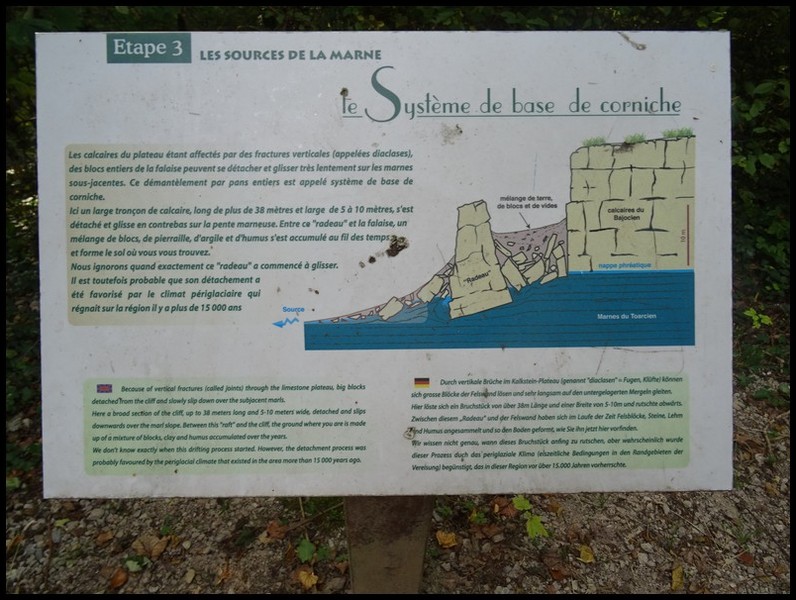 Etape 3
LES SOURCES DE LA MARNE
le Système de base de corniche
Les calcaires du plateau étant affectés par des fractures verticales (appelées diaclases),
des blocs entiers de la falaise peuvent se détacher et glisser très lentement sur les marnes
sous-jacentes. Ce démantèlement par pans entiers est appelé système de base de
corniche.
Ici un large tronçon de calcaire, long de plus de 38 mètres et large de 5 à 10 mètres, s'est
détaché et glisse en contrebas sur la pente marneuse. Entre ce "radeau" et la falaise, un
mélange de blocs, de pierraille, d'argile et d'humus s'est accumulé au fil des temps
et forme le sol où vous vous trouvez.
Nous ignorons quand exactement ce "radeau" a commencé à glisser.
Il est toutefois probable que son détachement a
été favorisé par le climat périglaciaire qui
régnait sur la région il y a plus de 15 000 ans
mélange de terre,
de blocs et de vides
calcaires du
Bajocien
10 m
"Radeau"
nappe phréatique
Source
Marnes du Toarcien
Because of vertical fractures (called joints) through the limestone plateau, big blocks
detached from the cliff and slowly slip down over the subjacent marls.
Here a broad section of the cliff, up to 38 meters long and 5-10 meters wide, detached and slips
downwards over the marl slope. Between this "raft" and the cliff, the ground where you are is made
up of a mixture of blocks, clay and humus accumulated over the years.
We don't know exactly when this drifting process started. However, the detachment process was
probably favoured by the periglacial climate that existed in the area more than 15 000 years ago.
Durch vertikale Brüche im Kalkstein-Plateau (genannt "diaclasen" = Fugen, Klüfte) können
sich grosse Blöcke der Felswand lösen und sehr langsam auf den untergelagerten Mergeln gleiten.
Hier löste sich ein Bruchstück von über 38m Länge und einer Breite von 5-10m und rutschte abwärts.
Zwischen diesem „Radeau" und der Felswand haben sich im Laufe der Zeit Felsblöcke, Steine, Lehm
und Humus angesammelt und so den Boden geformt, wie Sie ihn jetzt hier vorfinden.
Wir wissen nicht genau, wann dieses Bruchstück anfing zu rutschen, aber wahrscheinlich wurde
dieser Prozess duch das periglaziale Klima (eiszeitliche Bedingungen in den Randgebieten der
Vereisung) begünstigt, das in dieser Region vor über 15.000 Jahren vorherrschte.